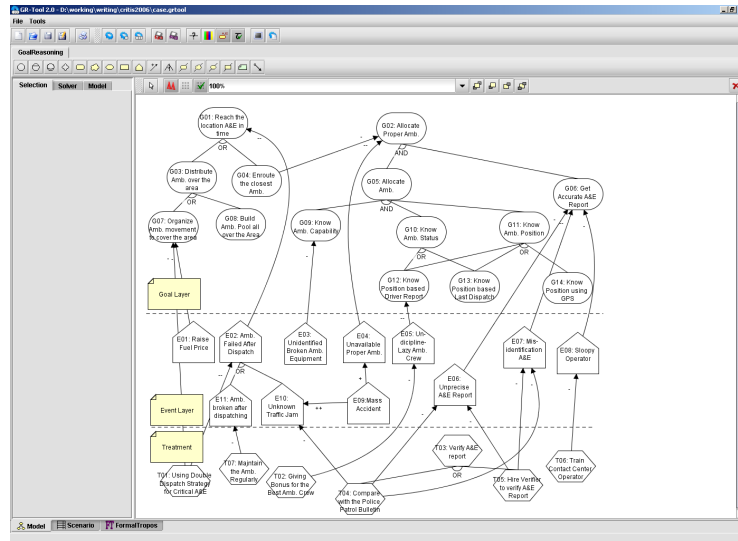 GR-Tool 2.0 - D:\working\writing\critis2006\case.grtool
File Tools
GoalReasoning
Selection Solver Model
100%
G01: Reach the
location A&E in
time
OR
G02: Allocate
Proper Amb.
AND
G03: Distribute
Amb. over the
area
OR
G04: Enroute
the closest
Amb.
G05: Allocate
Amb.
AND
G06: Get
Accurate A&E
Report
G07: Organize
Amb. movement
to cover the area
G08: Build
Amb. Pool all
over the Area
G09: Know
Amb. Capability
G10: Know
Amb. Status
OR
G11: Know
Amb. Position
OR
G12: Know
Position based
Driver Report
G13: Know
Position based
Last Dispatch
G14: Know
Position using
GPS
Goal Layer
E01: Raise
Fuel Price
E02: Amb.
Failed After
Dispatch
OR
E03:
Unidentified
Broken Amb.
Equipment
E04:
Unavailable
Proper Amb.
E05: Un-
dicipline-
Lazy Amb.
Crew
E06:
Unprecise
A&E Report
E07: Mis-
identification
A&E
E08: Sloopy
Operator
Event Layer
E11: Amb.
broken after
dispatching
E10:
Unknown
Traffic Jam
++
E09:Mass
Accident
+
Treatment
T01: Using Double
Dispatch Strategy
for Critical A&E
T07: Maintain
the Amb.
Regularly
T02: Giving
Bonus for the
Best Amb. Crew
T03: Verify A&E
report
OR
T04: Compare
with the Police
Patrol Bulletin
T05: Hire Verifier
to verify A&E
Report
T06: Train
Contact Center
Operator
Model Scenario FormalTropos